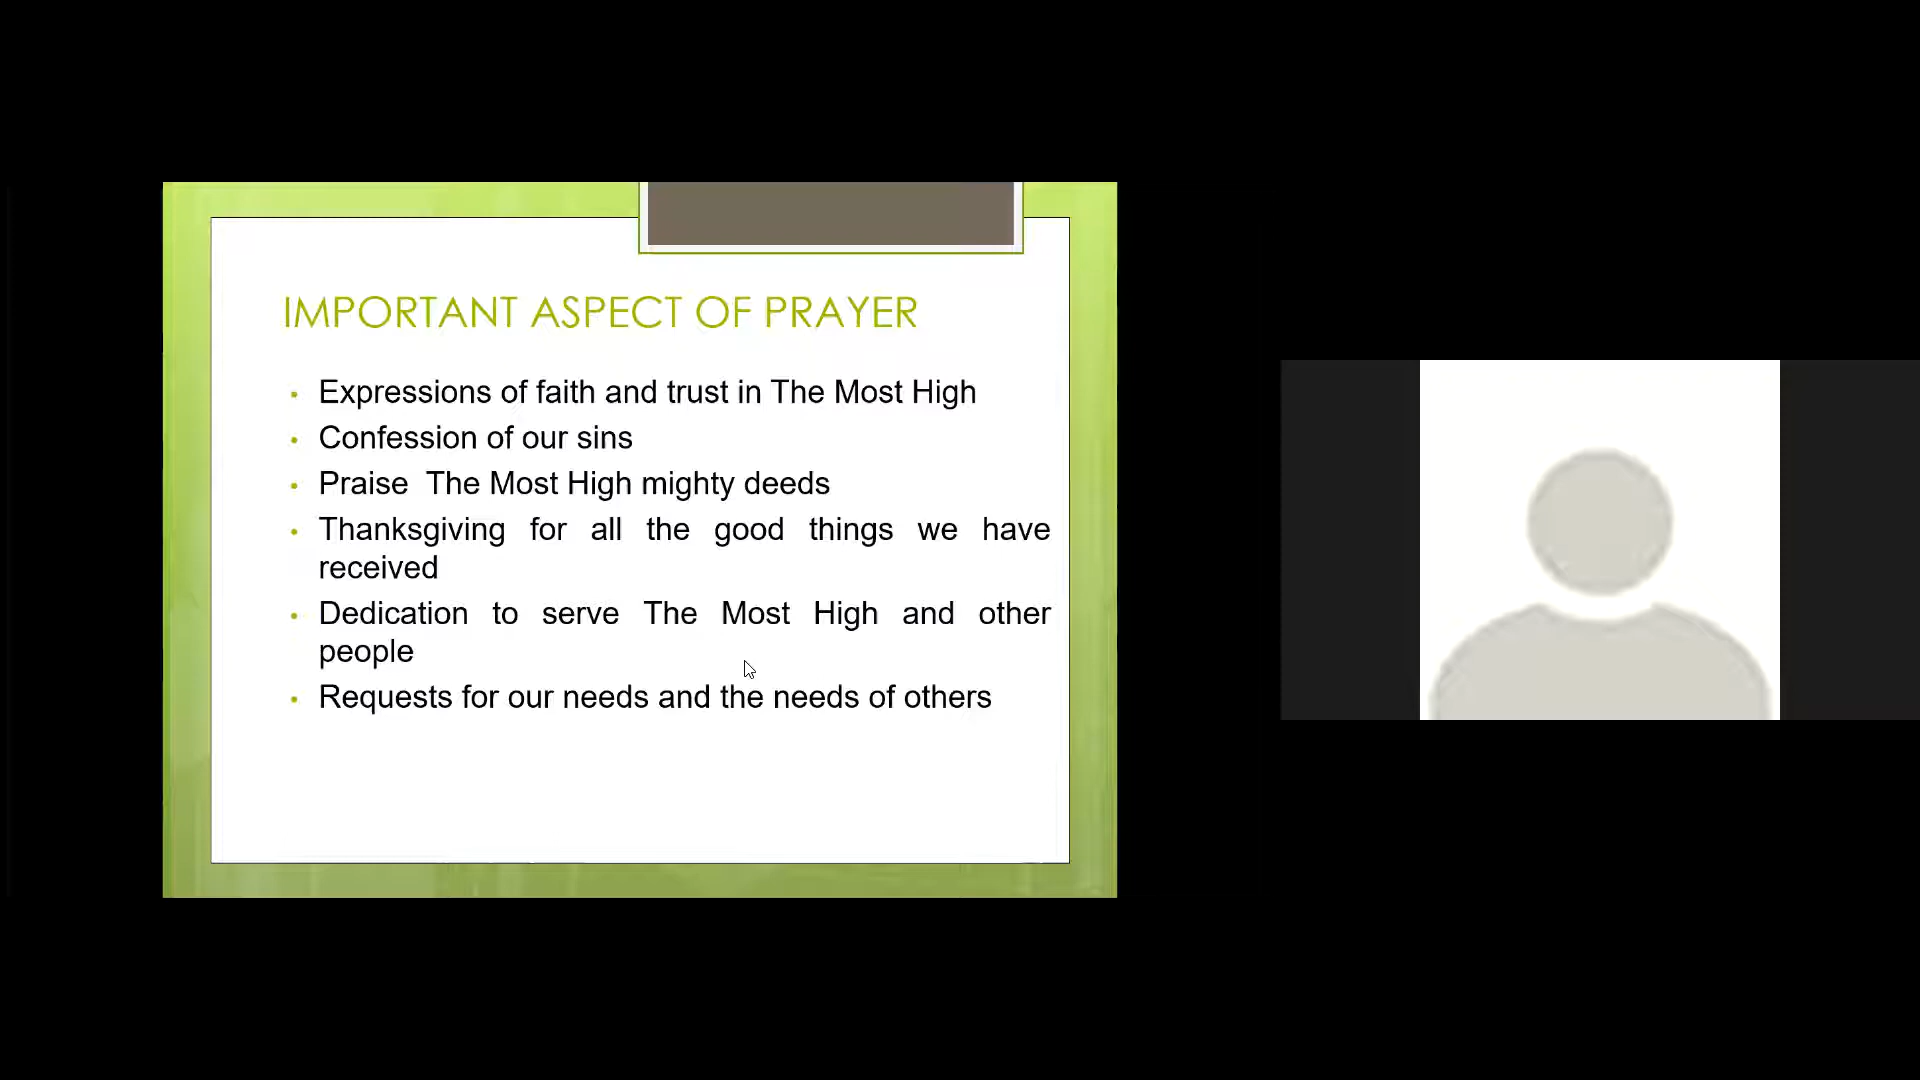 IMPORTANT ASPECT OF PRAYER
• Expressions of faith and trust in The Most High
• Confession of our sins
• Praise  The Most High mighty deeds
• Thanksgiving for all the good things we have
received
• Dedication to serve The Most High and other
people
• Requests for our needs and the needs of others